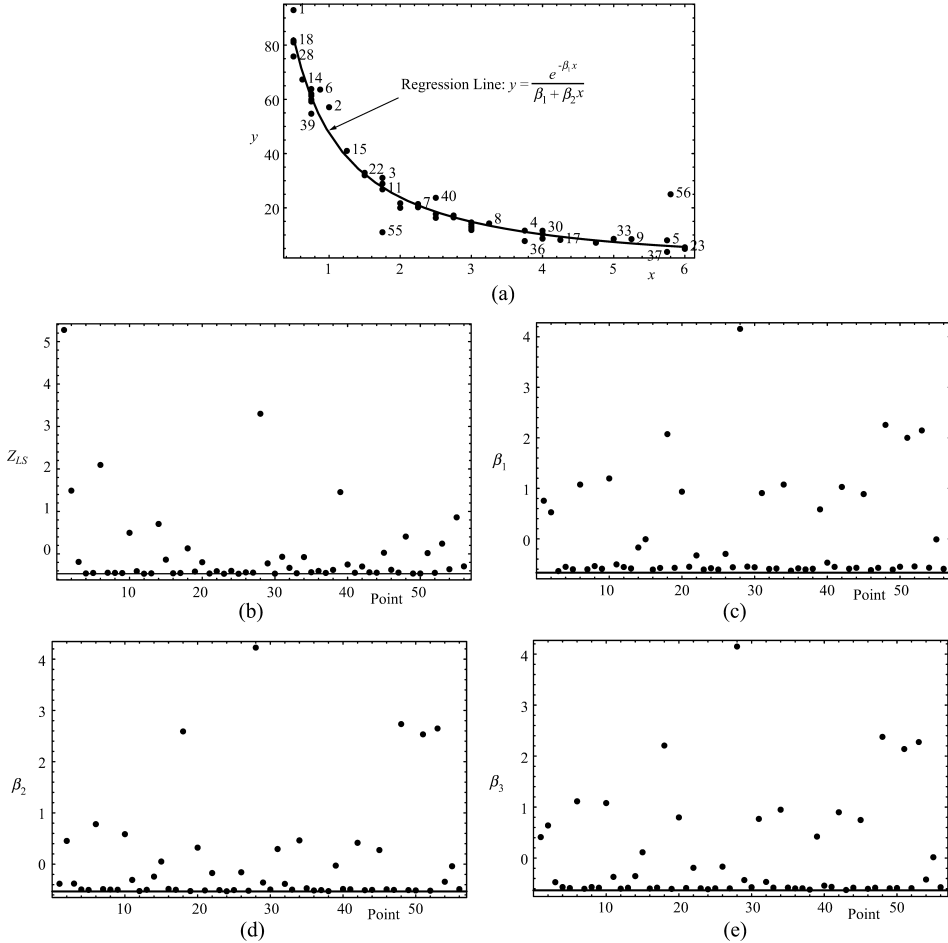 1
18
28
14
6
2
39
15
22
3
11
7
40
55
8
4
30
36
17
33
9
56
5
37
23
Regression Line: y = e^{-β₁x} / (β₁ + β₂x)
80
60
40
20
y
1 2 3 4 5 6
x
(a)
5
4
3
2
1
0
Z_{LS}
10 20 30 40 50
Point
(b)
4
3
2
1
0
β₁
10 20 30 40 50
Point
(c)
4
3
2
1
0
β₂
10 20 30 40 50
Point
(d)
4
3
2
1
0
β₃
10 20 30 40 50
Point
(e)